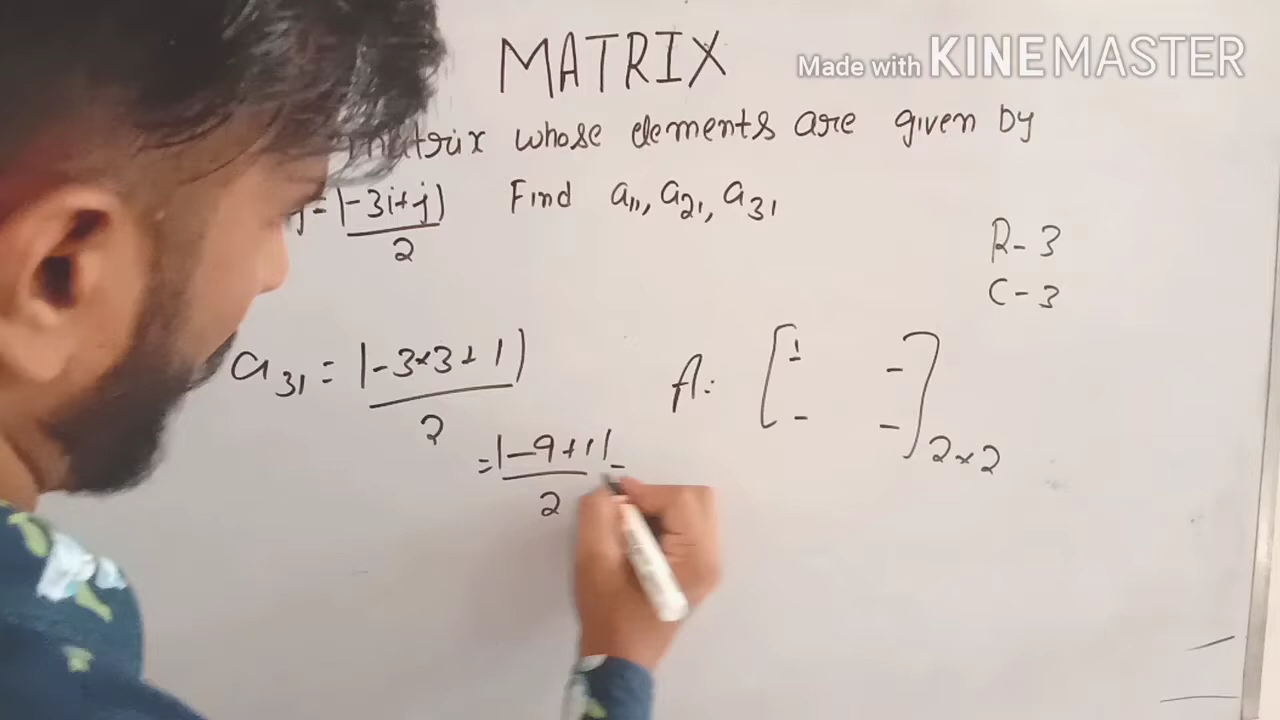 MATRIX
Made with KINEMASTER
matrix whose elements are given by
j = |-3i+j| / 2 Find a11, a21, a31
R-3
C-3
a31 = |-3×3+1| / 2
= |-9+1| / 2 =
A: [ - - - - ] 2×2